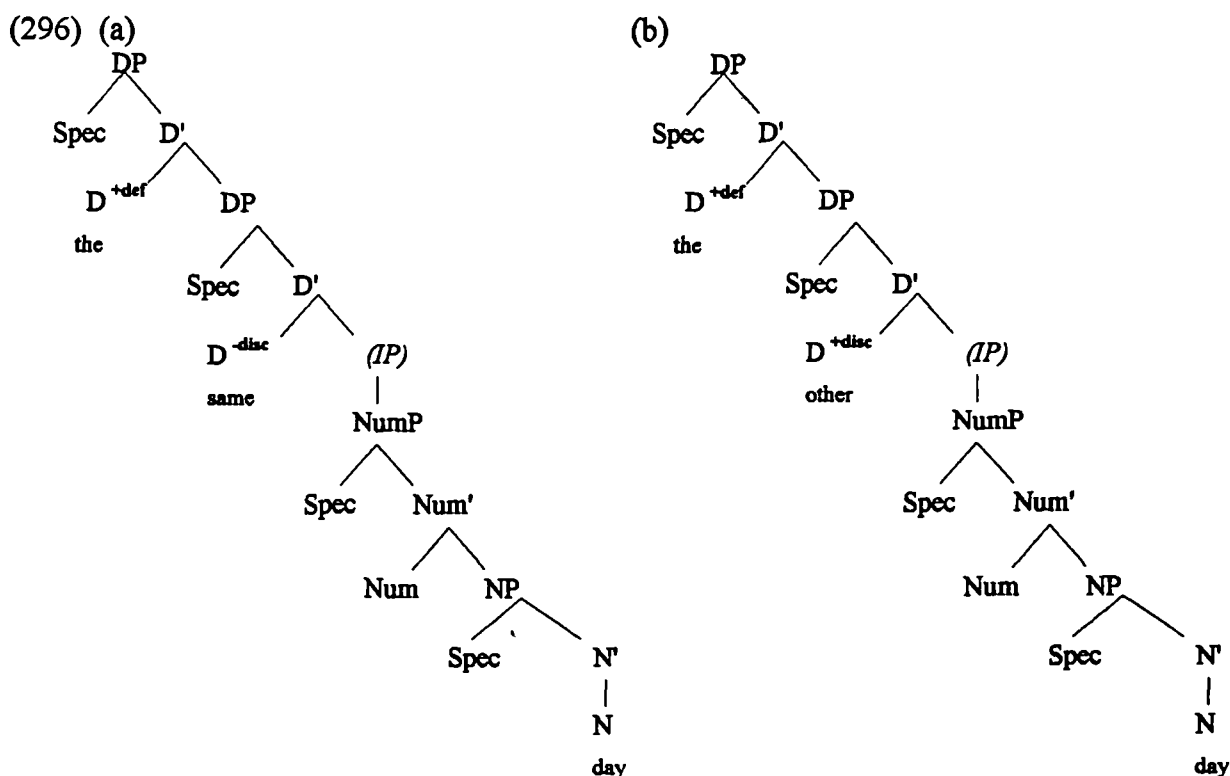 (296) (a) (b)
DP DP
Spec D' Spec D'
D +def DP D +def DP
the the
Spec D' Spec D'
D -disc (IP) D +disc (IP)
same other
NumP NumP
Spec Num' Spec Num'
Num NP Num NP
Spec N' Spec N'
N N
day day